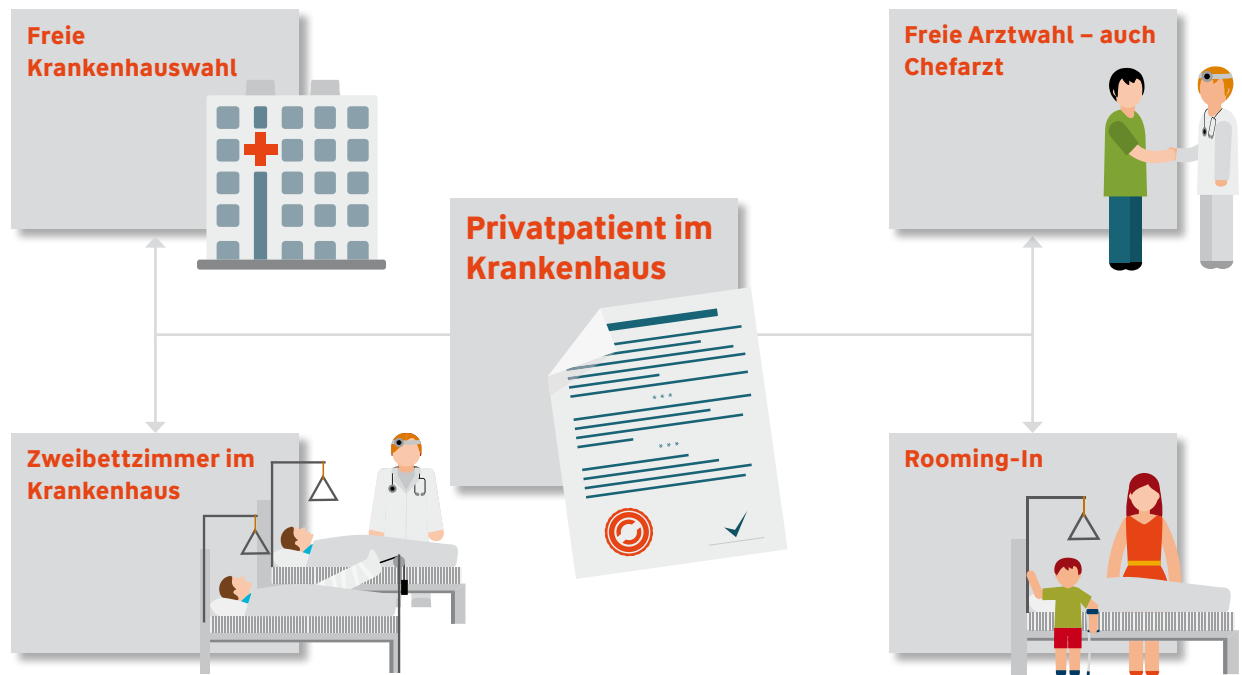 Freie
Krankenhauswahl
Freie Arztwahl – auch
Chefarzt
Privatpatient im
Krankenhaus
Zweibettzimmer im
Krankenhaus
Rooming-In